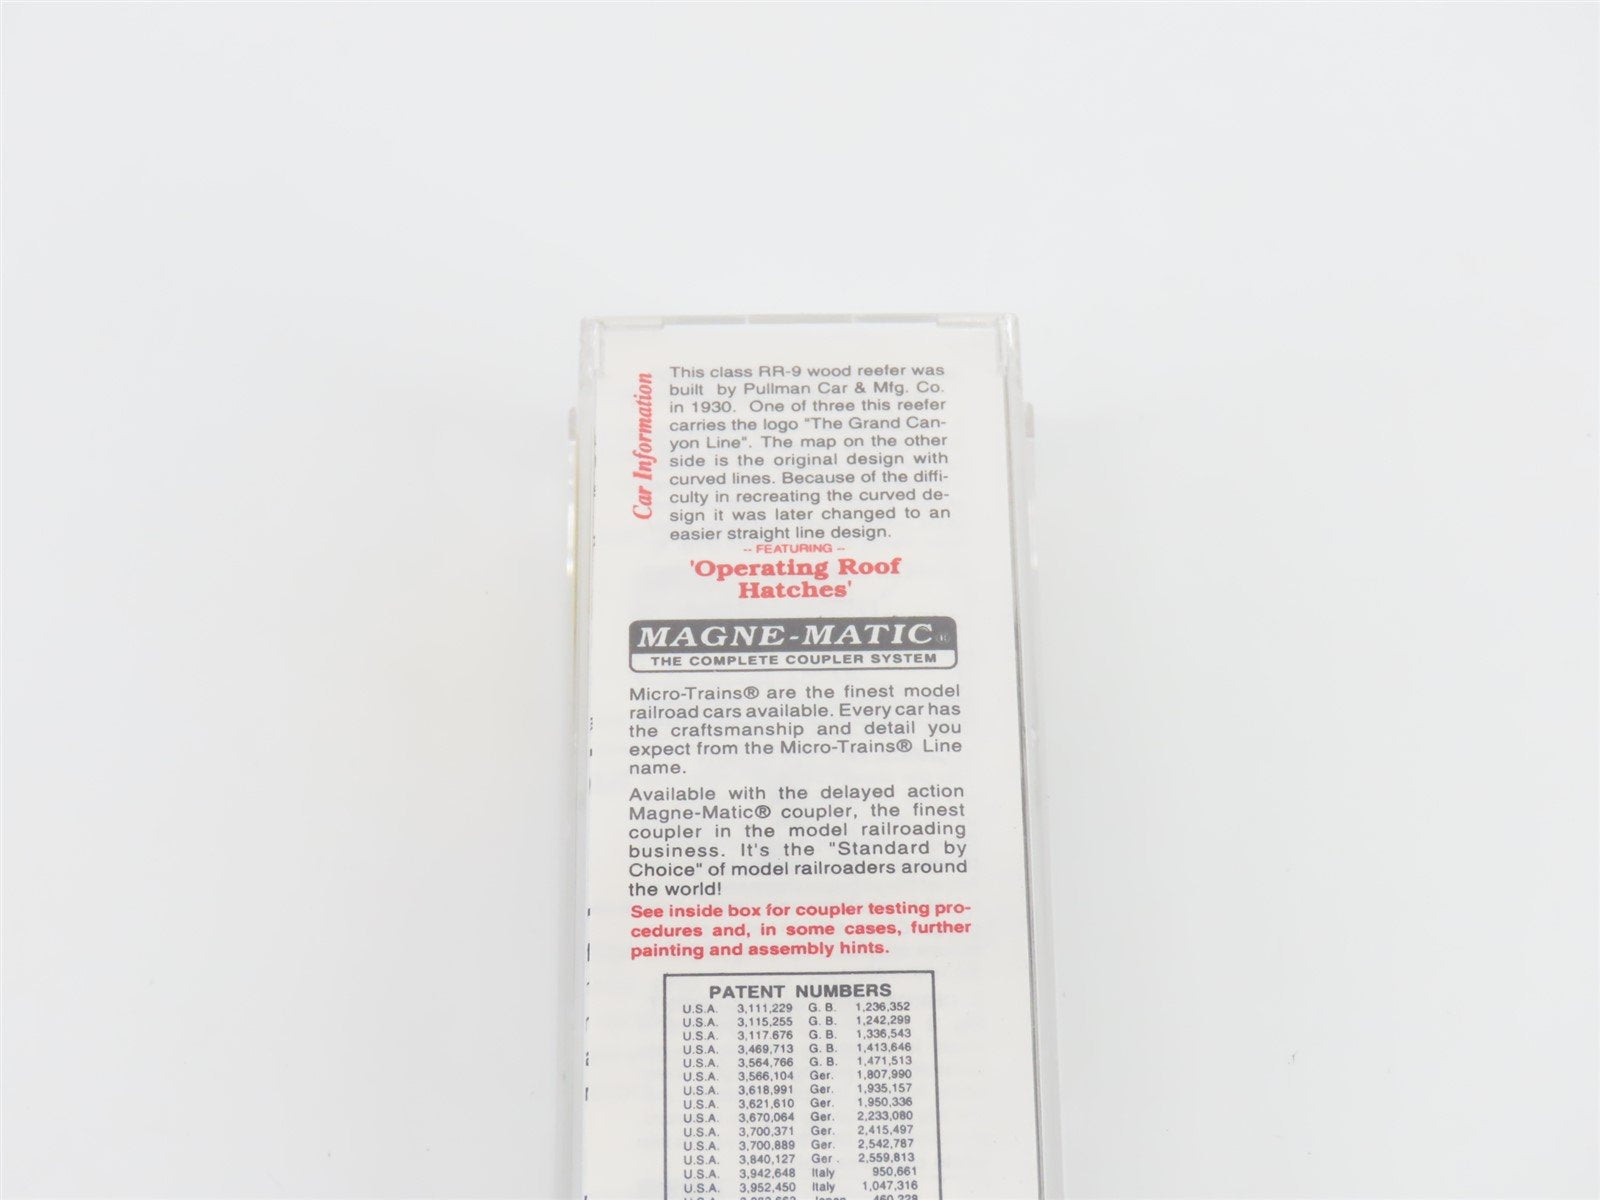 Car Information
This class RR-9 wood reefer was
built by Pullman Car & Mfg. Co.
in 1930. One of three this reefer
carries the logo "The Grand Can-
yon Line". The map on the other
side is the original design with
curved lines. Because of the diffi-
culty in recreating the curved de-
sign it was later changed to an
easier straight line design.
-- FEATURING --
'Operating Roof
Hatches'
MAGNE-MATIC®
THE COMPLETE COUPLER SYSTEM
Micro-Trains® are the finest model
railroad cars available. Every car has
the craftsmanship and detail you
expect from the Micro-Trains® Line
name.
Available with the delayed action
Magne-Matic® coupler, the finest
coupler in the model railroading
business. It's the "Standard by
Choice" of model railroaders around
the world!
See inside box for coupler testing pro-
cedures and, in some cases, further
painting and assembly hints.
PATENT NUMBERS
U.S.A. 3,111,229 G. B. 1,236,352
U.S.A. 3,115,255 G. B. 1,242,299
U.S.A. 3,117.676 G. B. 1,336,543
U.S.A. 3,469,713 G. B. 1,413,646
U.S.A. 3,564,766 G. B. 1,471,513
U.S.A. 3,566,104 Ger. 1,807,990
U.S.A. 3,618,991 Ger. 1,935,157
U.S.A. 3,621,610 Ger. 1,950,336
U.S.A. 3,670,064 Ger. 2,233,080
U.S.A. 3,700,371 Ger. 2,415,497
U.S.A. 3,700,889 Ger. 2,542,787
U.S.A. 3,840,127 Ger . 2,559,813
U.S.A. 3,942,648 Italy 950,661
U.S.A. 3,952,450 Italy 1,047,316